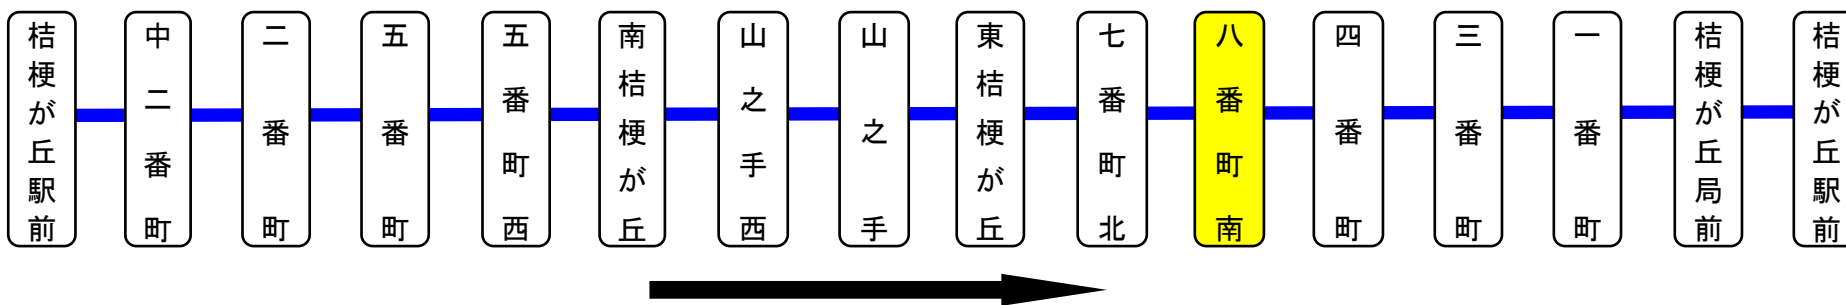 桔梗が丘駅前
中二番町
二番町
五番町
五番町西
南桔梗が丘
山之手西
山之手
東桔梗が丘
七番町北
八番町南
四番町
三番町
一番町
桔梗が丘局前
桔梗が丘駅前